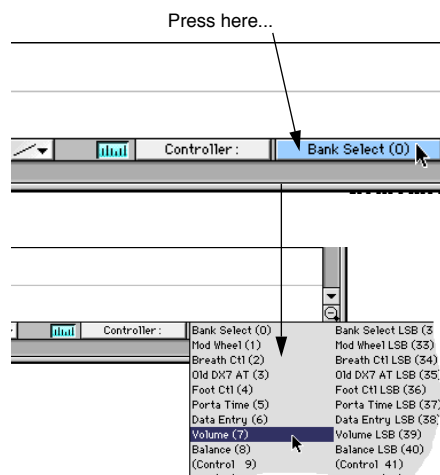 Press here...
Controller :
Bank Select (0)
Controller :
Bank Select (0)
Mod Wheel (1)
Breath Ctl (2)
Old DX7 AT (3)
Foot Ctl (4)
Porta Time (5)
Data Entry (6)
Volume (7)
Balance (8)
(Control 9)
Bank Select LSB (3
Mod Wheel LSB (33)
Breath Ctl LSB (34)
Old DX7 AT LSB (35)
Foot Ctl LSB (36)
Porta Time LSB (37)
Data Entry LSB (38)
Volume LSB (39)
Balance LSB (40)
(Control 41)